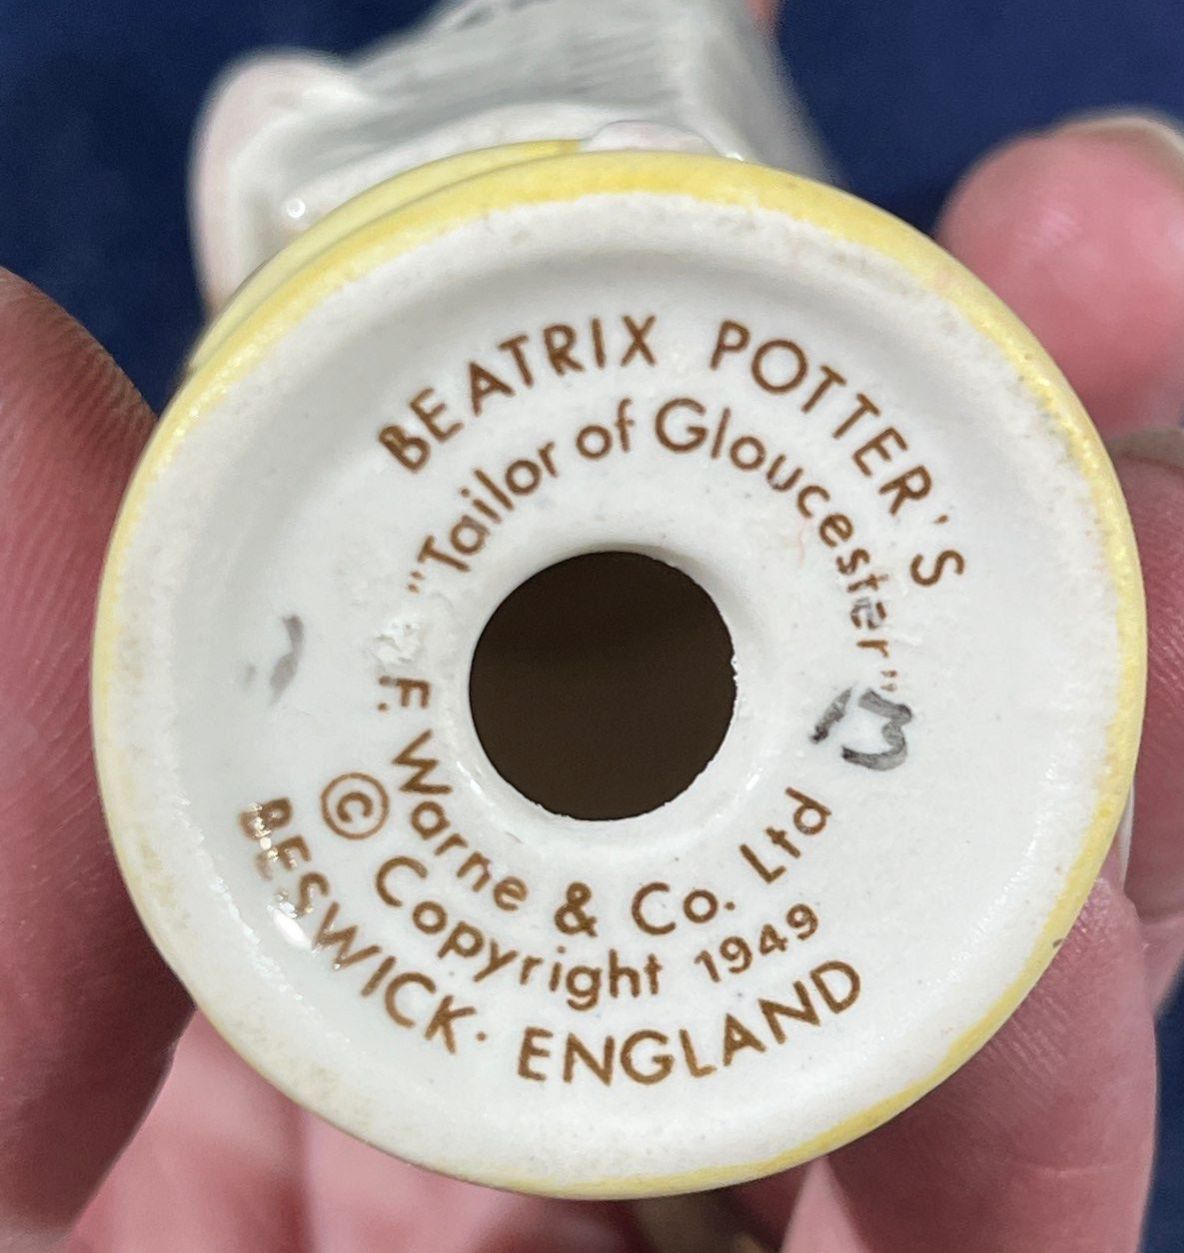 BEATRIX POTTER'S
"Tailor of Gloucester"
F. Warne & Co. Ltd
© Copyright 1949
BESWICK · ENGLAND